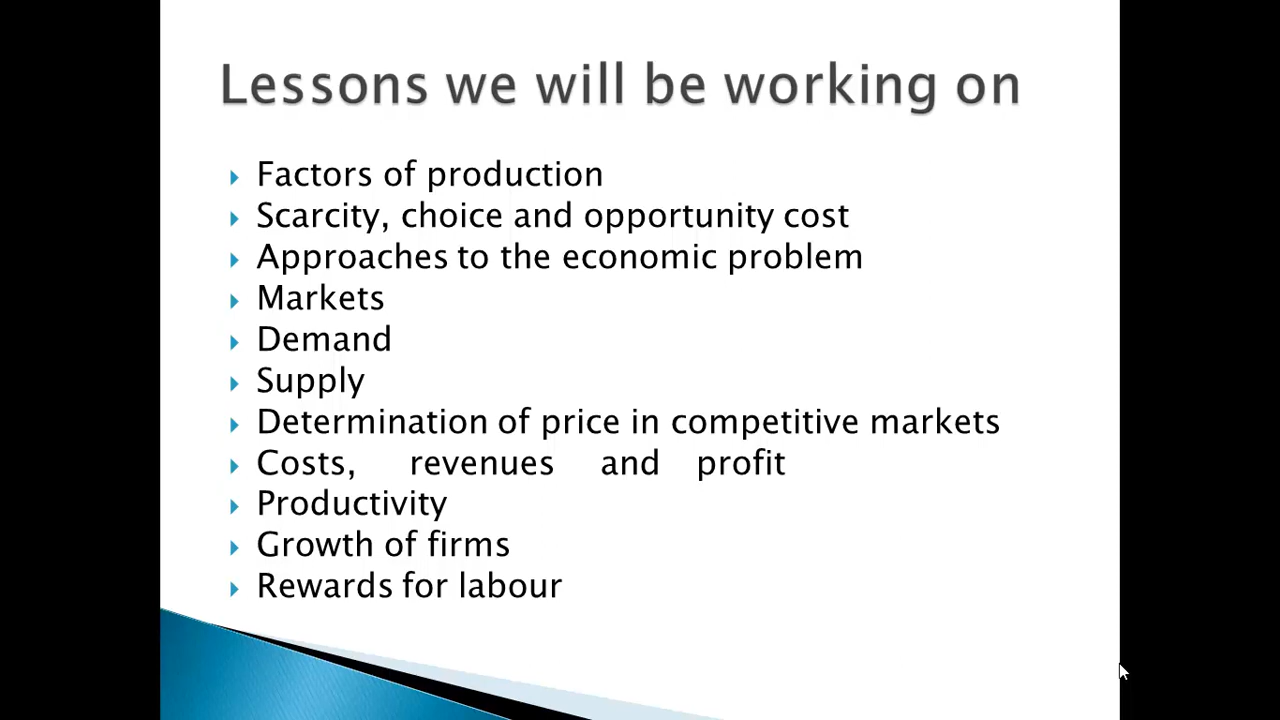 Lessons we will be working on
Factors of production
Scarcity, choice and opportunity cost
Approaches to the economic problem
Markets
Demand
Supply
Determination of price in competitive markets
Costs, revenues and profit
Productivity
Growth of firms
Rewards for labour